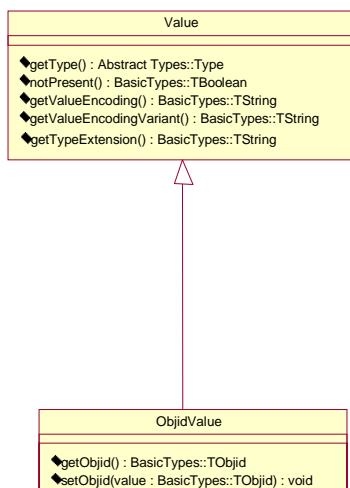 Value
getType() : Abstract Types::Type
notPresent() : BasicTypes::TBoolean
getValueEncoding() : BasicTypes::TString
getValueEncodingVariant() : BasicTypes::TString
getTypeExtension() : BasicTypes::TString
ObjidValue
getObjid() : BasicTypes::TObjid
setObjid(value : BasicTypes::TObjid) : void